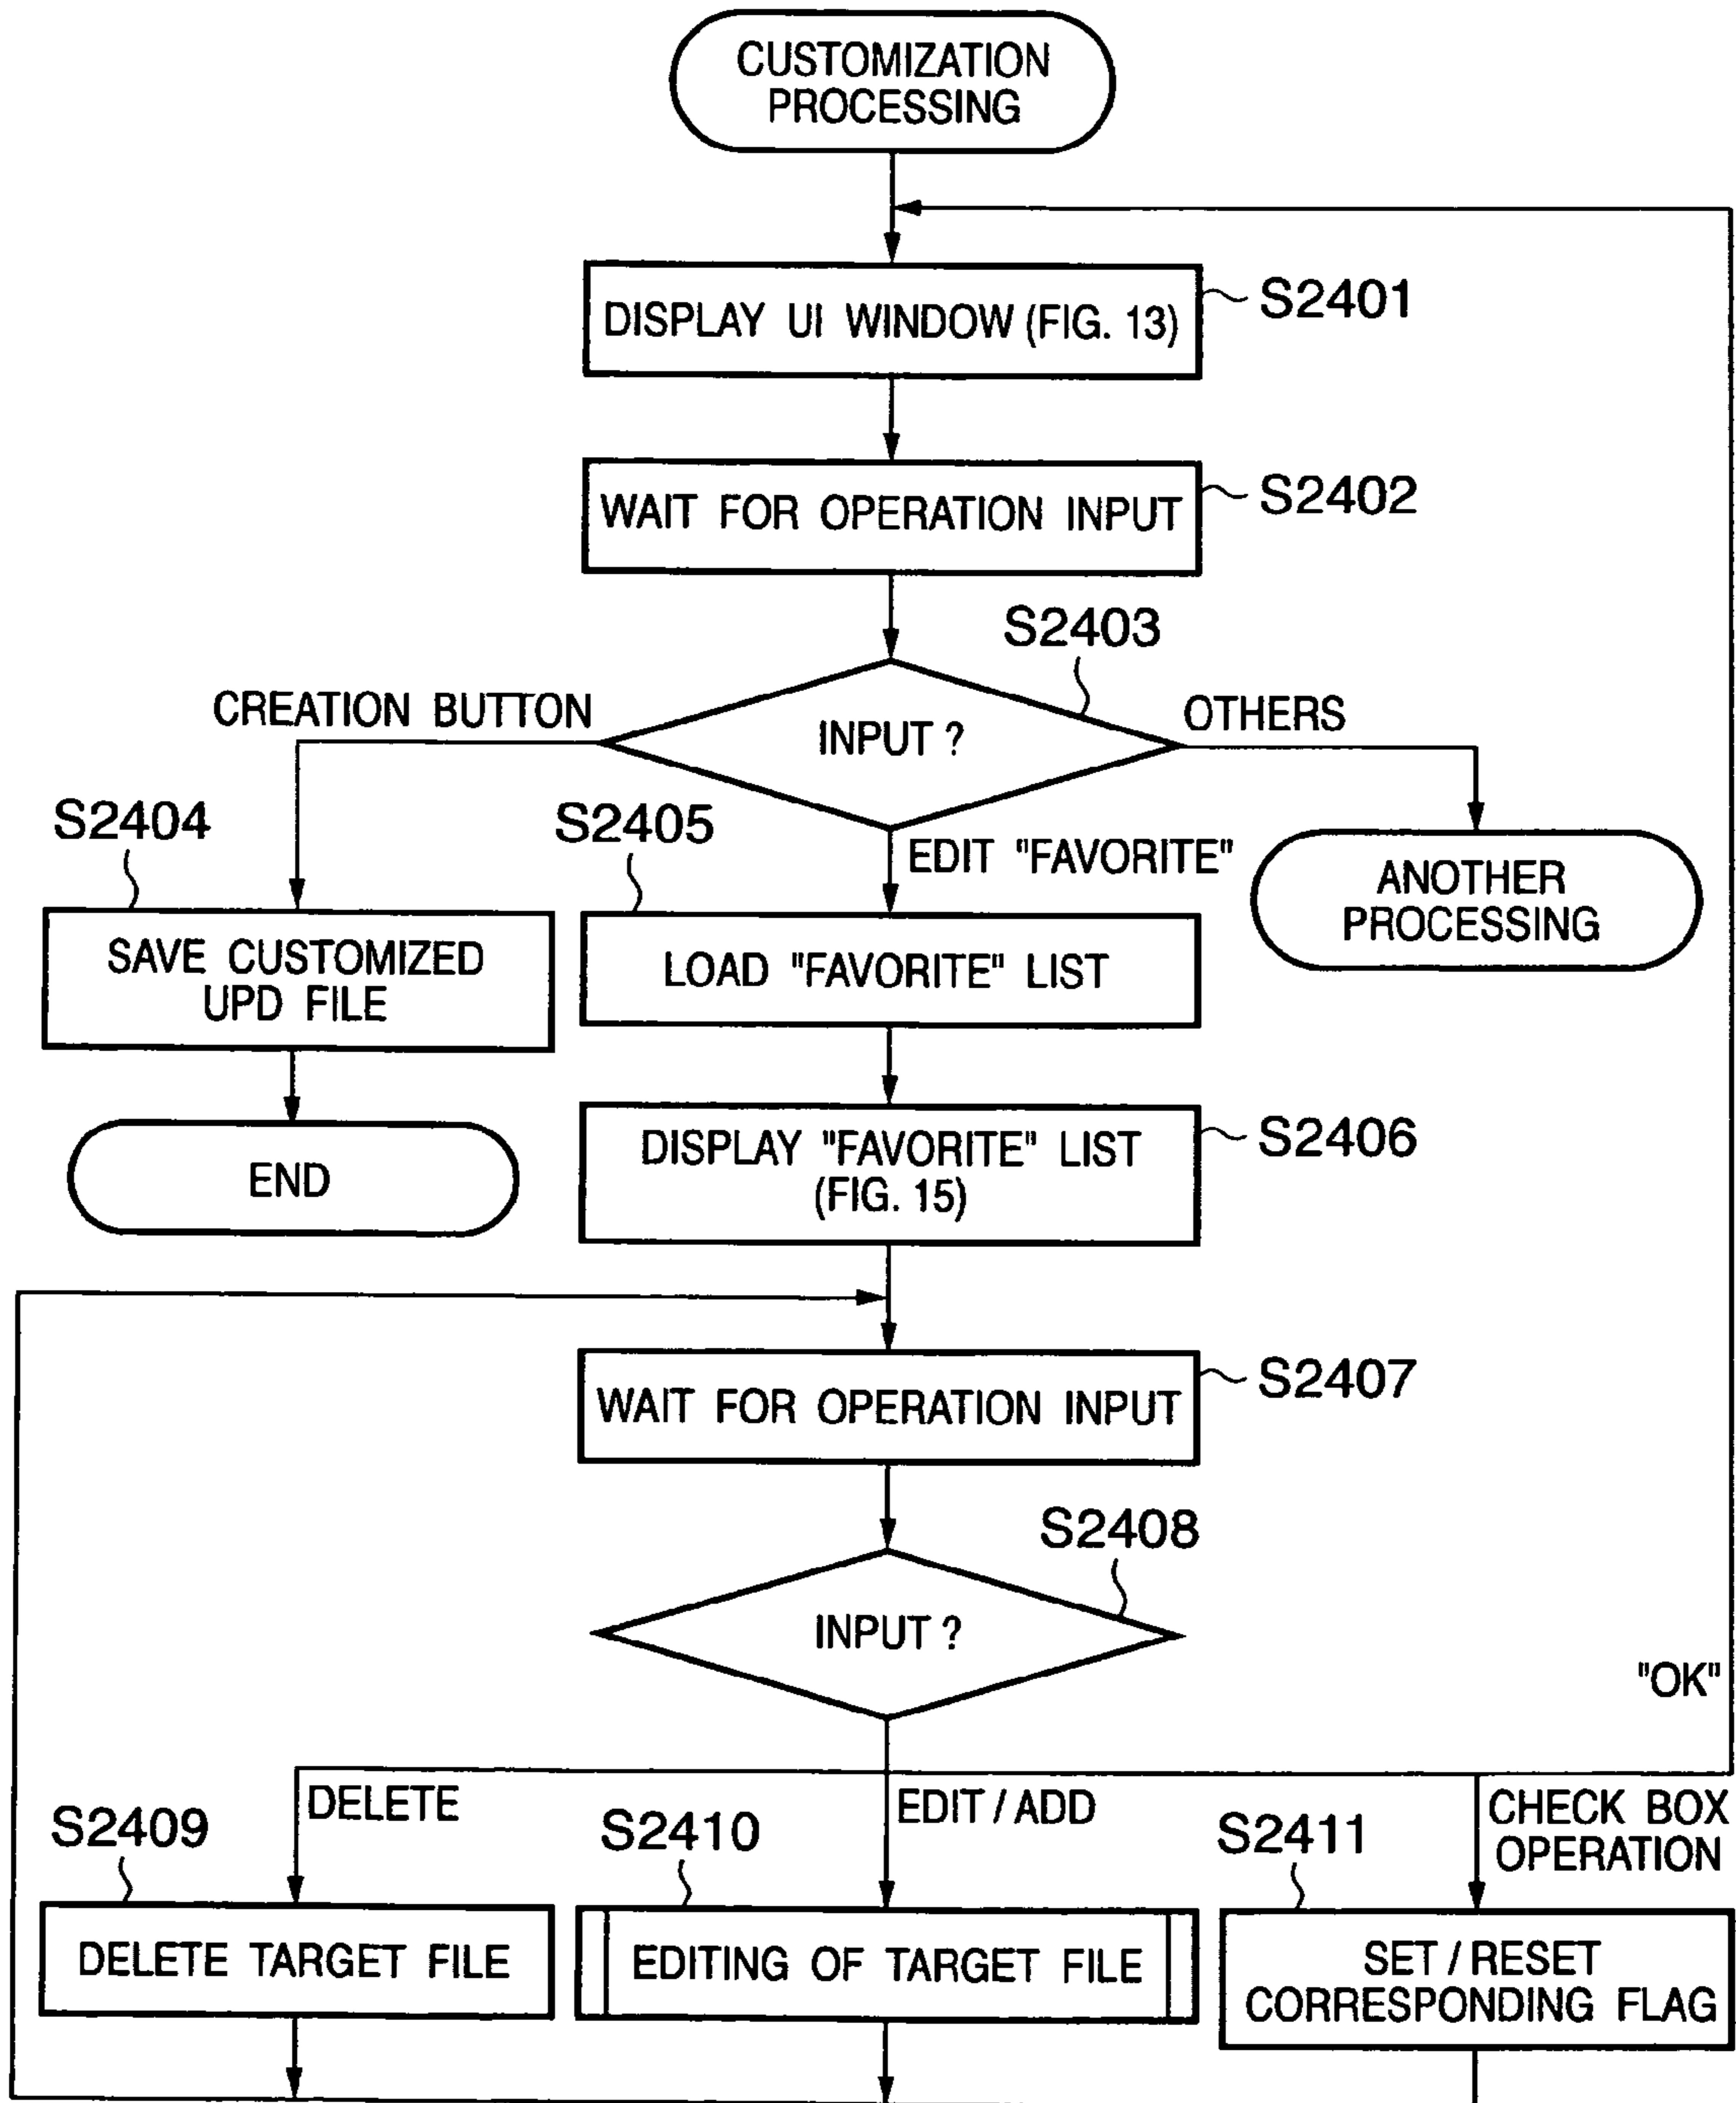 CUSTOMIZATION
PROCESSING
DISPLAY UI WINDOW (FIG. 13)
S2401
WAIT FOR OPERATION INPUT
S2402
S2403
CREATION BUTTON
INPUT ?
OTHERS
S2404
S2405
EDIT "FAVORITE"
ANOTHER
PROCESSING
SAVE CUSTOMIZED
UPD FILE
LOAD "FAVORITE" LIST
END
DISPLAY "FAVORITE" LIST
(FIG. 15)
S2406
WAIT FOR OPERATION INPUT
S2407
S2408
INPUT ?
"OK"
DELETE
EDIT / ADD
CHECK BOX
OPERATION
S2409
S2410
S2411
DELETE TARGET FILE
EDITING OF TARGET FILE
SET / RESET
CORRESPONDING FLAG